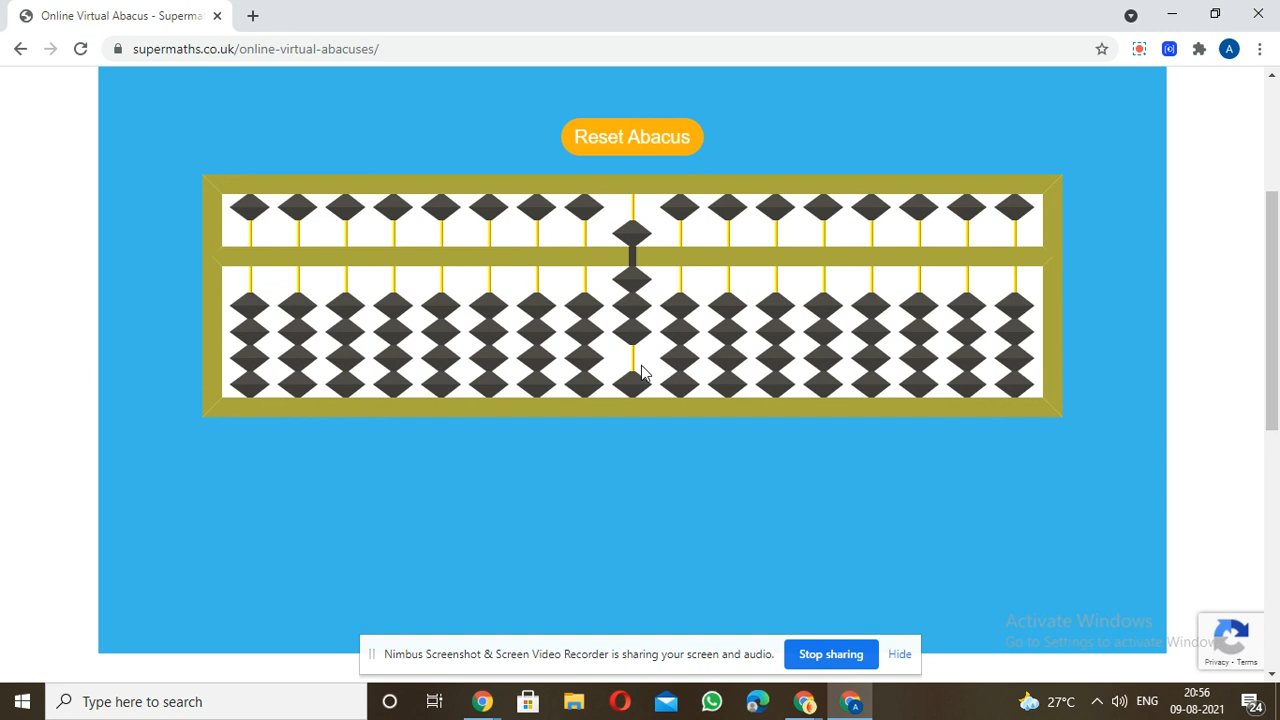 Online Virtual Abacus - Superma
supermaths.co.uk/online-virtual-abacuses/
A
Reset Abacus
Activate Windows
Go to Settings to activate Windows
Privacy - Terms
Nimbus Screenshot & Screen Video Recorder is sharing your screen and audio.
Stop sharing
Hide
Type here to search
A
27°C
ENG
20:56
09-08-2021
24